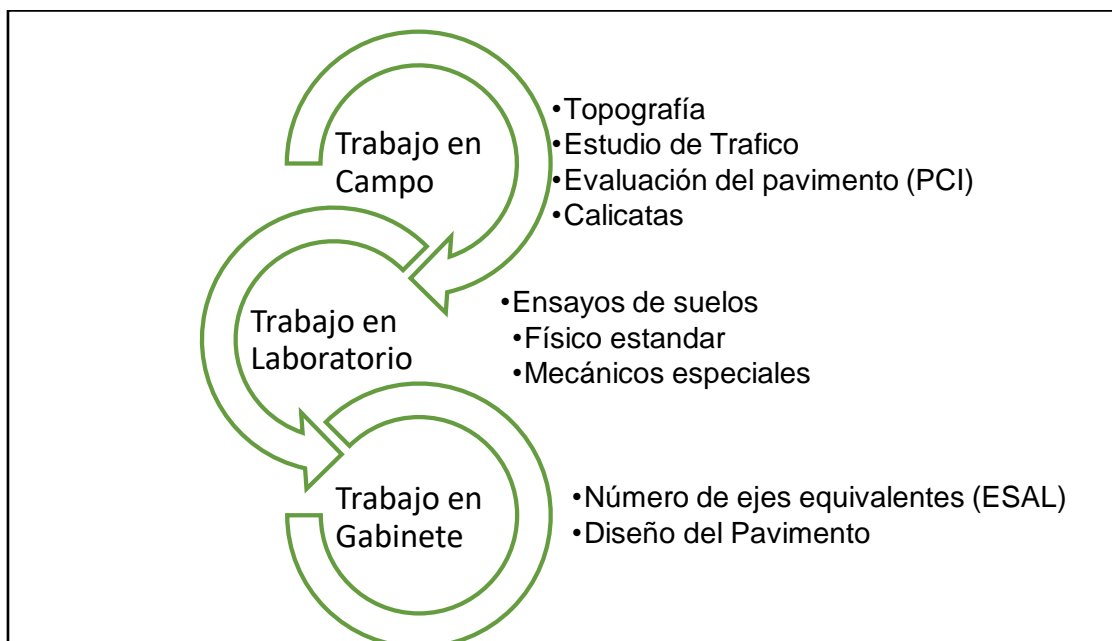 Trabajo en
Campo
•Topografía
•Estudio de Trafico
•Evaluación del pavimento (PCI)
•Calicatas
Trabajo en
Laboratorio
•Ensayos de suelos
•Físico estandar
•Mecánicos especiales
Trabajo en
Gabinete
•Número de ejes equivalentes (ESAL)
•Diseño del Pavimento